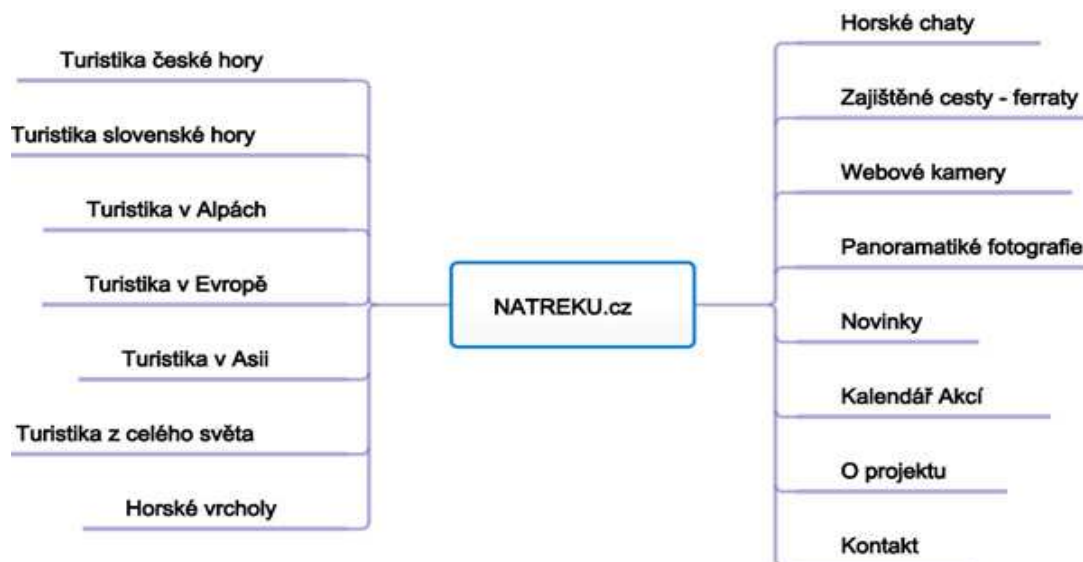 Turistika české hory
Turistika slovenské hory
Turistika v Alpách
Turistika v Evropě
Turistika v Asii
Turistika z celého světa
Horské vrcholy
NATREKU.cz
Horské chaty
Zajištěné cesty - ferraty
Webové kamery
Panoramatiké fotografie
Novinky
Kalendář Akcí
O projektu
Kontakt